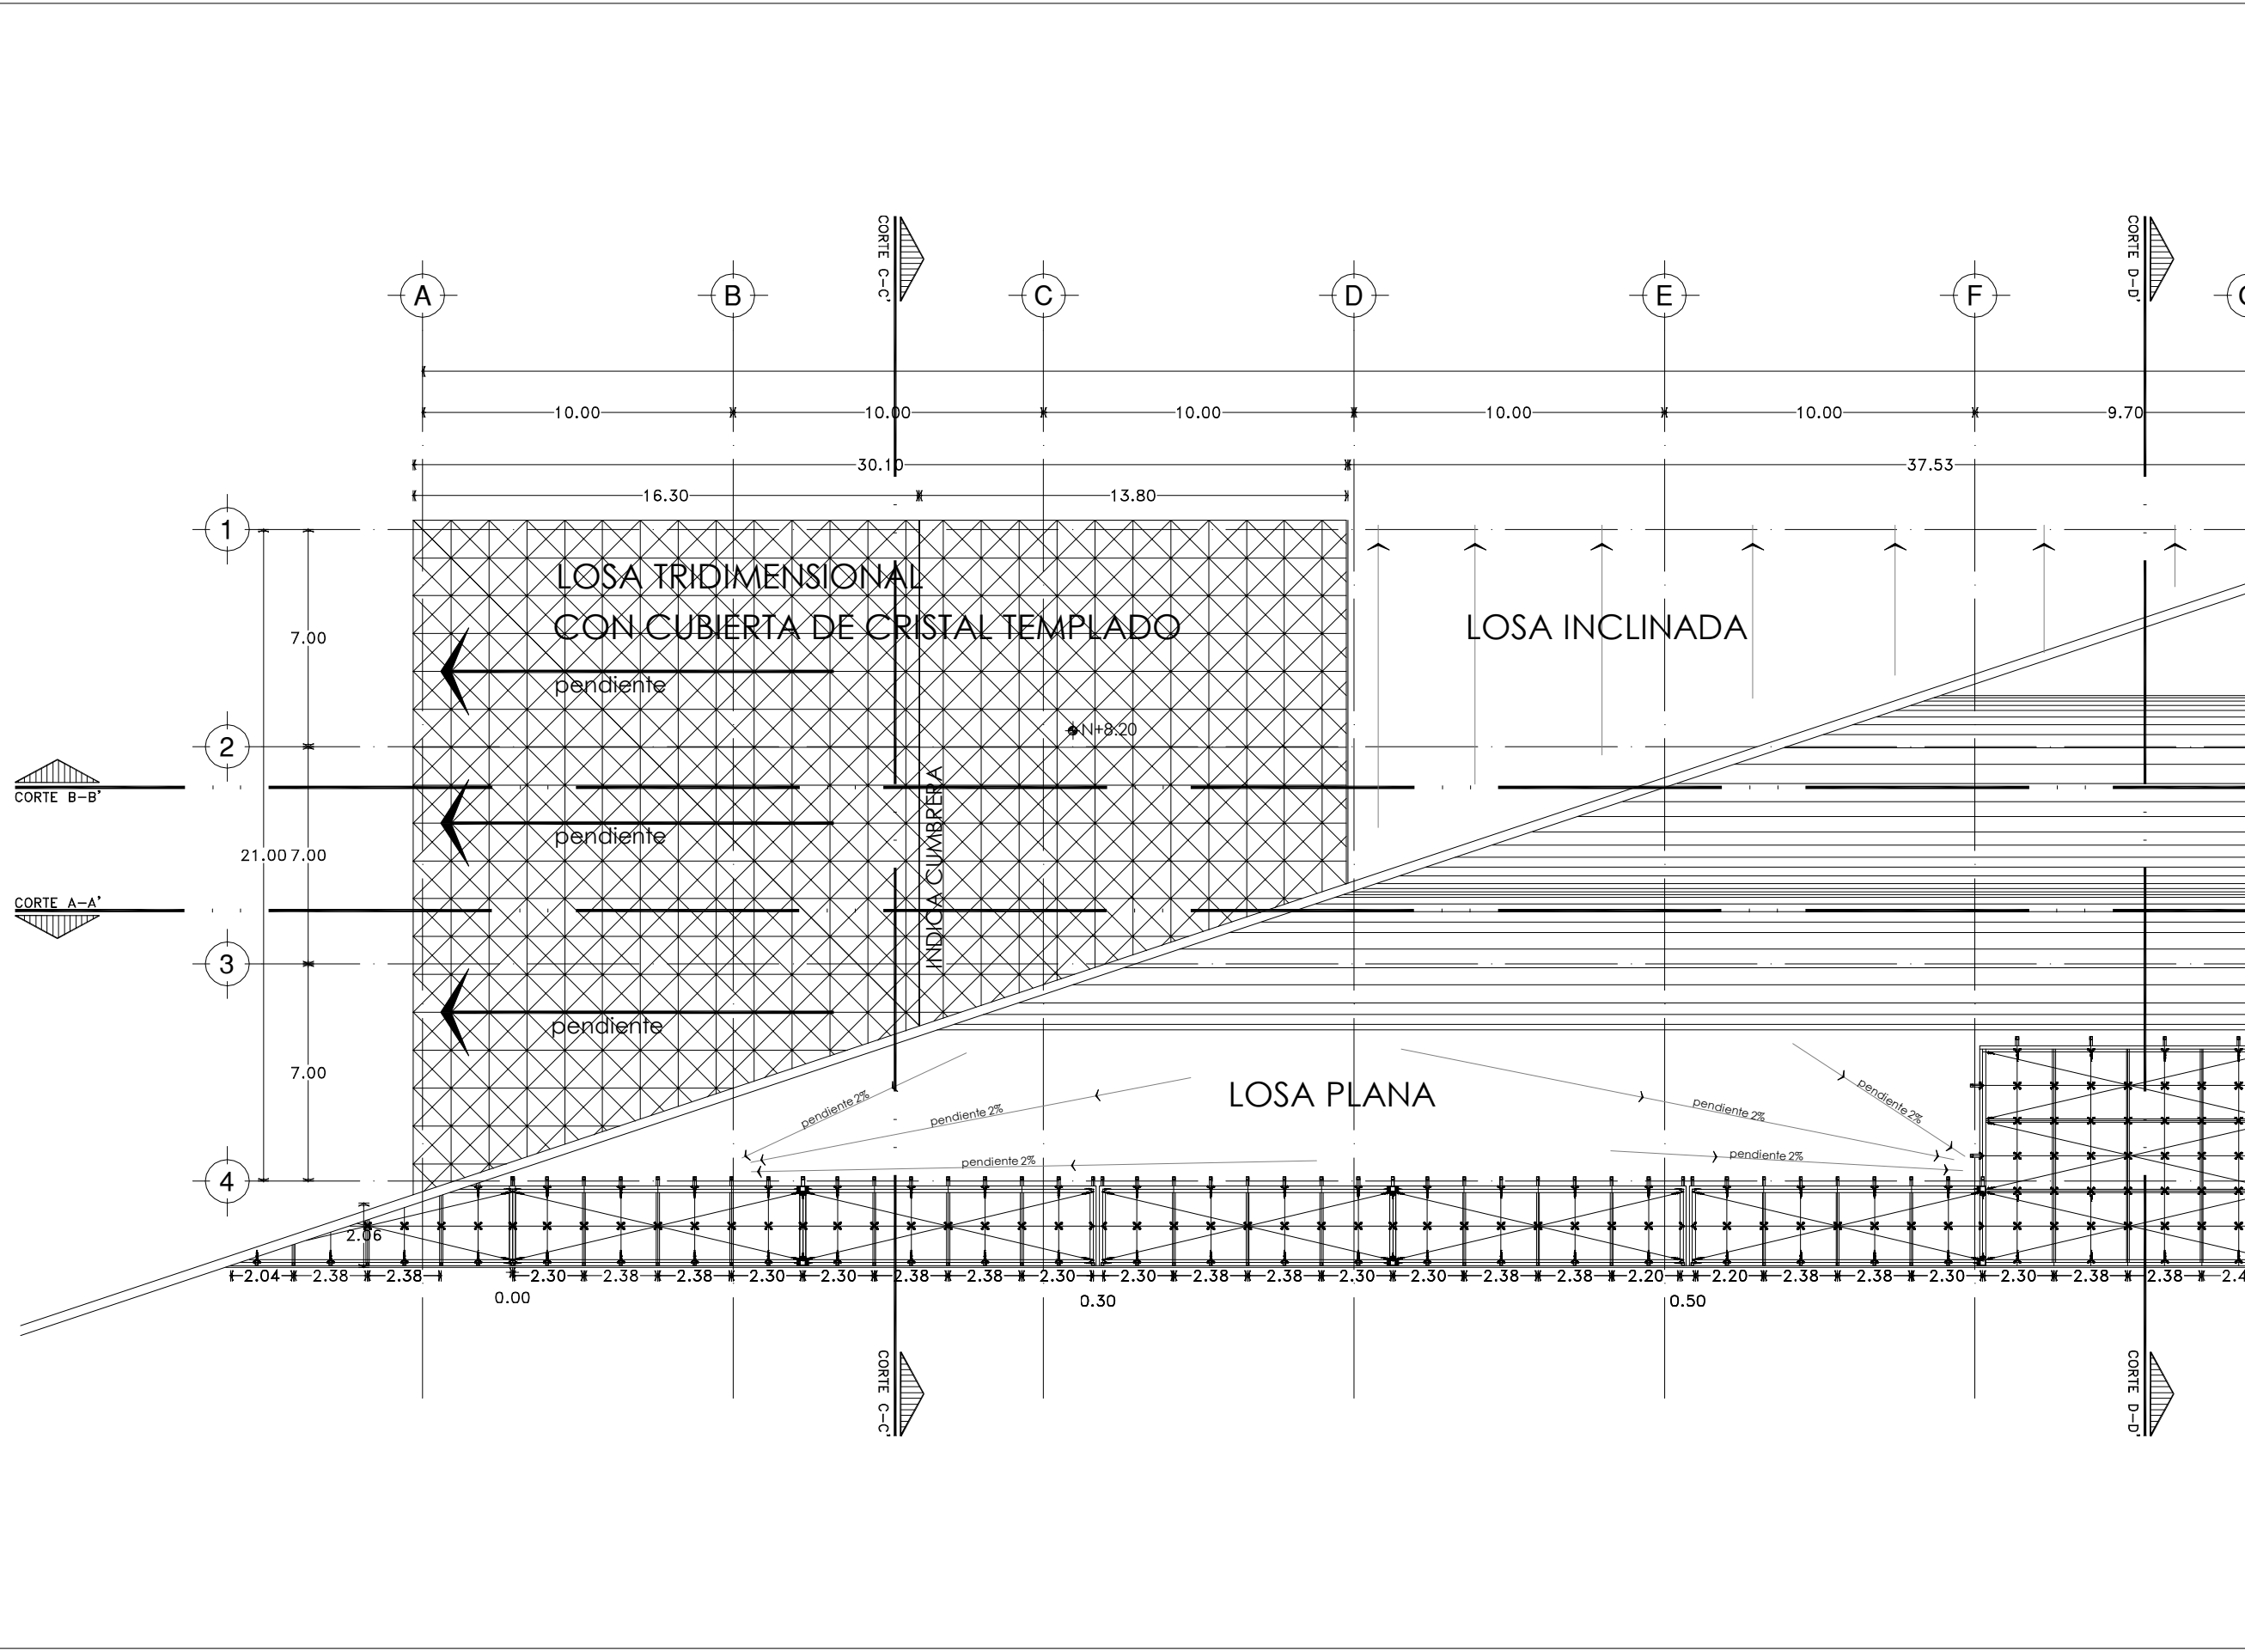 CORTE C-C'
CORTE D-D'
A
B
C
D
E
F
10.00
10.00
10.00
10.00
10.00
9.70
30.10
37.53
16.30
13.80
1
LOSA TRIDIMENSIONAL
CON CUBIERTA DE CRISTAL TEMPLADO
LOSA INCLINADA
7.00
pendiente
N+8.20
2
CORTE B-B'
INDICA CUMBRERA
pendiente
21.00
7.00
CORTE A-A'
3
pendiente
7.00
LOSA PLANA
pendiente 2%
pendiente 2%
pendiente 2%
pendiente 2%
pendiente 2%
pendiente 2%
4
2.06
2.04 2.38 2.38 2.30 2.38 2.38 2.30 2.30 2.38 2.38 2.30 2.30 2.38 2.38 2.30 2.30 2.38 2.38 2.20 2.20 2.38 2.38 2.30 2.30 2.38 2.38
0.00
0.30
0.50
CORTE C-C'
CORTE D-D'